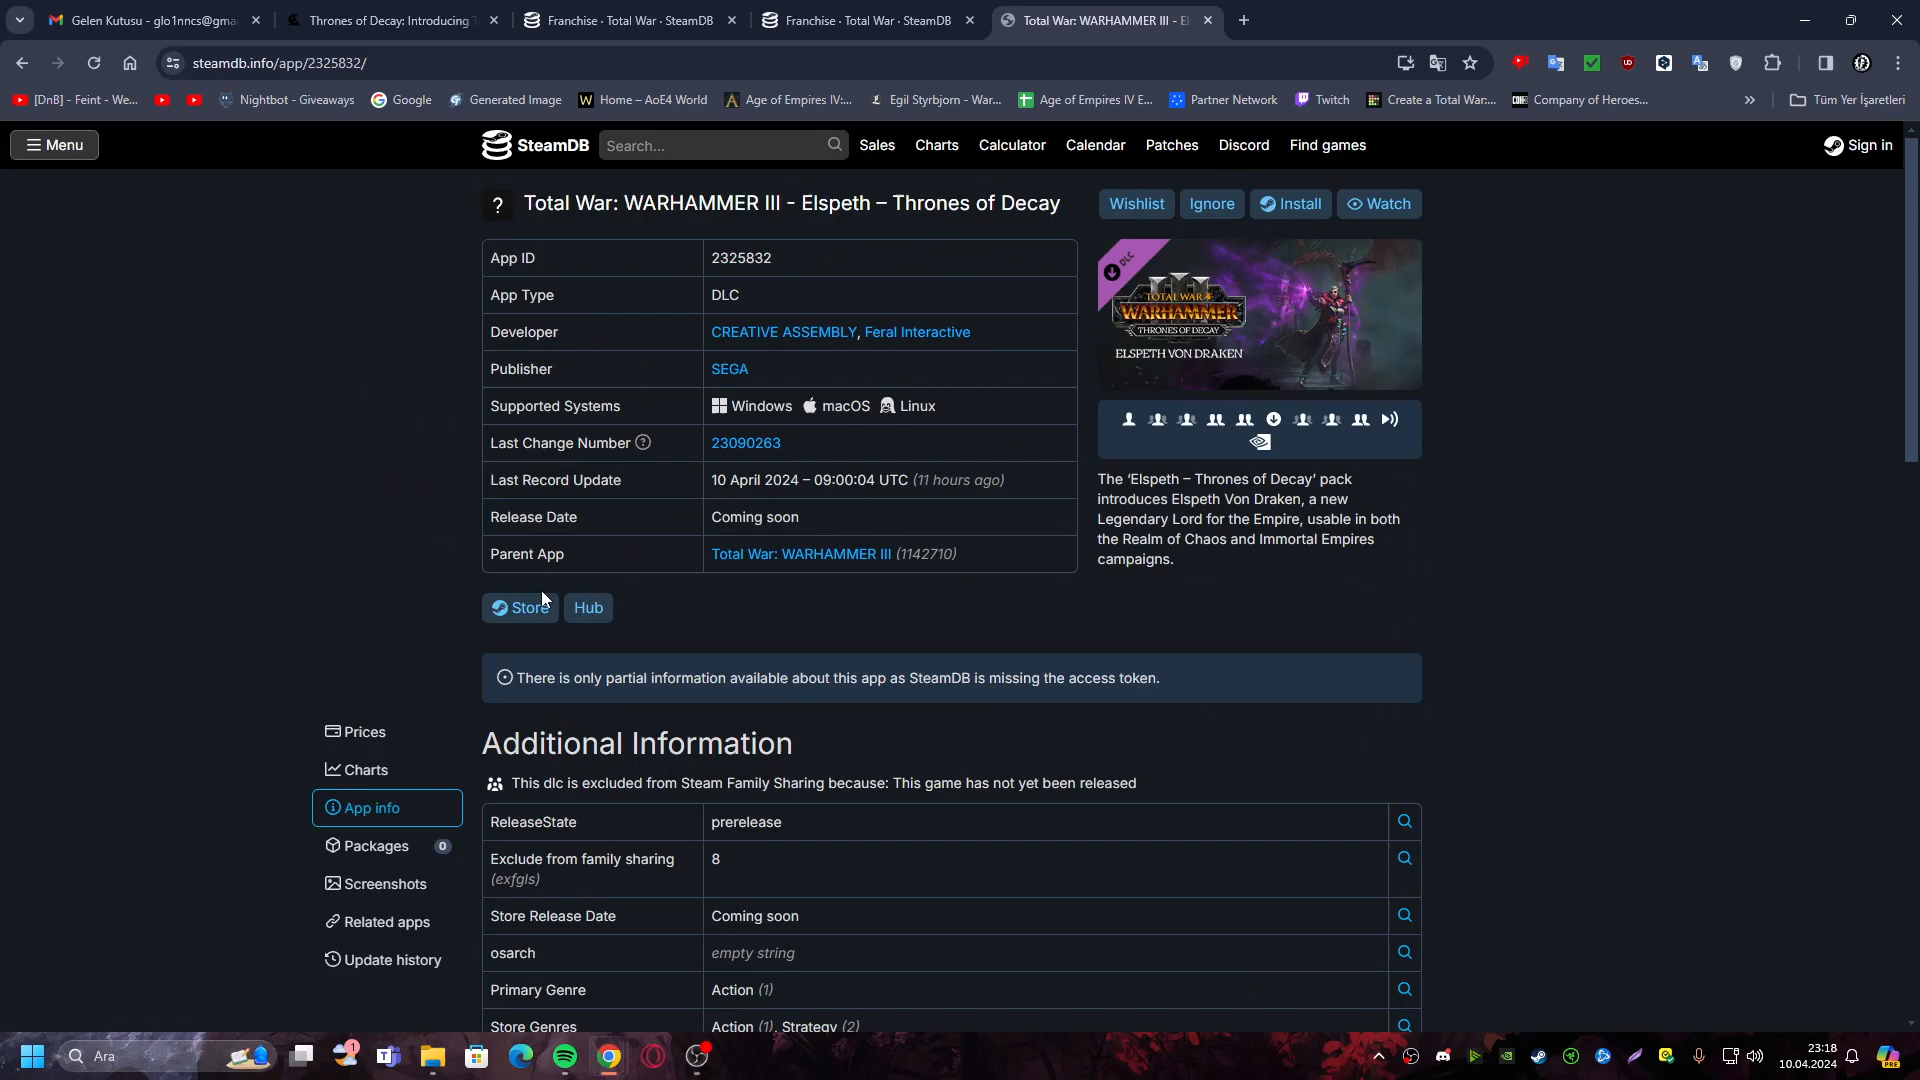 Gelen Kutusu - glo1nncs@gma
Thrones of Decay: Introducing T
Franchise · Total War · SteamDB
Franchise · Total War · SteamDB
Total War: WARHAMMER III - El
steamdb.info/app/2325832/
[DnB] - Feint - We...
Nightbot - Giveaways
Google
Generated Image
Home – AoE4 World
Age of Empires IV:...
Egil Styrbjorn - War...
Age of Empires IV E...
Partner Network
Twitch
Create a Total War:...
Company of Heroes...
»
Tüm Yer İşaretleri
Menu
SteamDB
Search...
Sales
Charts
Calculator
Calendar
Patches
Discord
Find games
Sign in
? Total War: WARHAMMER III - Elspeth – Thrones of Decay
Wishlist
Ignore
Install
Watch
App ID 2325832
App Type DLC
Developer CREATIVE ASSEMBLY, Feral Interactive
Publisher SEGA
Supported Systems Windows macOS Linux
Last Change Number 23090263
Last Record Update 10 April 2024 – 09:00:04 UTC (11 hours ago)
Release Date Coming soon
Parent App Total War: WARHAMMER III (1142710)
DLC
TOTAL WAR
WARHAMMER
THRONES OF DECAY
ELSPETH VON DRAKEN
The ‘Elspeth – Thrones of Decay’ pack
introduces Elspeth Von Draken, a new
Legendary Lord for the Empire, usable in both
the Realm of Chaos and Immortal Empires
campaigns.
Store
Hub
There is only partial information available about this app as SteamDB is missing the access token.
Prices
Charts
App info
Packages 0
Screenshots
Related apps
Update history
Additional Information
This dlc is excluded from Steam Family Sharing because: This game has not yet been released
ReleaseState prerelease
Exclude from family sharing 8
(exfgls)
Store Release Date Coming soon
osarch empty string
Primary Genre Action (1)
Store Genres Action (1), Strategy (2)
Ara
1
23:18
10.04.2024
PRE